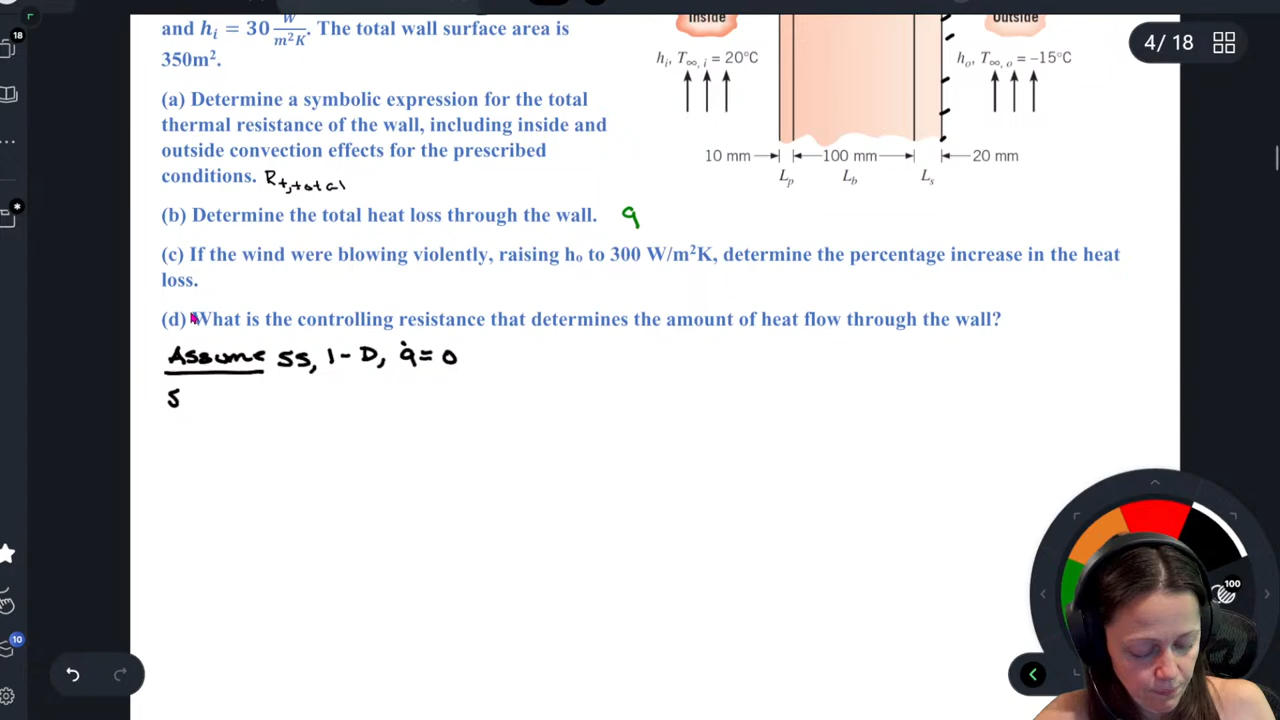 and hᵢ = 30 W/m²K. The total wall surface area is
350m².
(a) Determine a symbolic expression for the total
thermal resistance of the wall, including inside and
outside convection effects for the prescribed
conditions. Rt,total
(b) Determine the total heat loss through the wall. q
(c) If the wind were blowing violently, raising hₒ to 300 W/m²K, determine the percentage increase in the heat
loss.
(d) What is the controlling resistance that determines the amount of heat flow through the wall?
Assume SS, 1-D, q̇ = 0
S
Inside
Outside
hᵢ, T∞, i = 20°C
hₒ, T∞, o = −15°C
10 mm
100 mm
20 mm
Lp
Lb
Ls
4/18
18
10
100